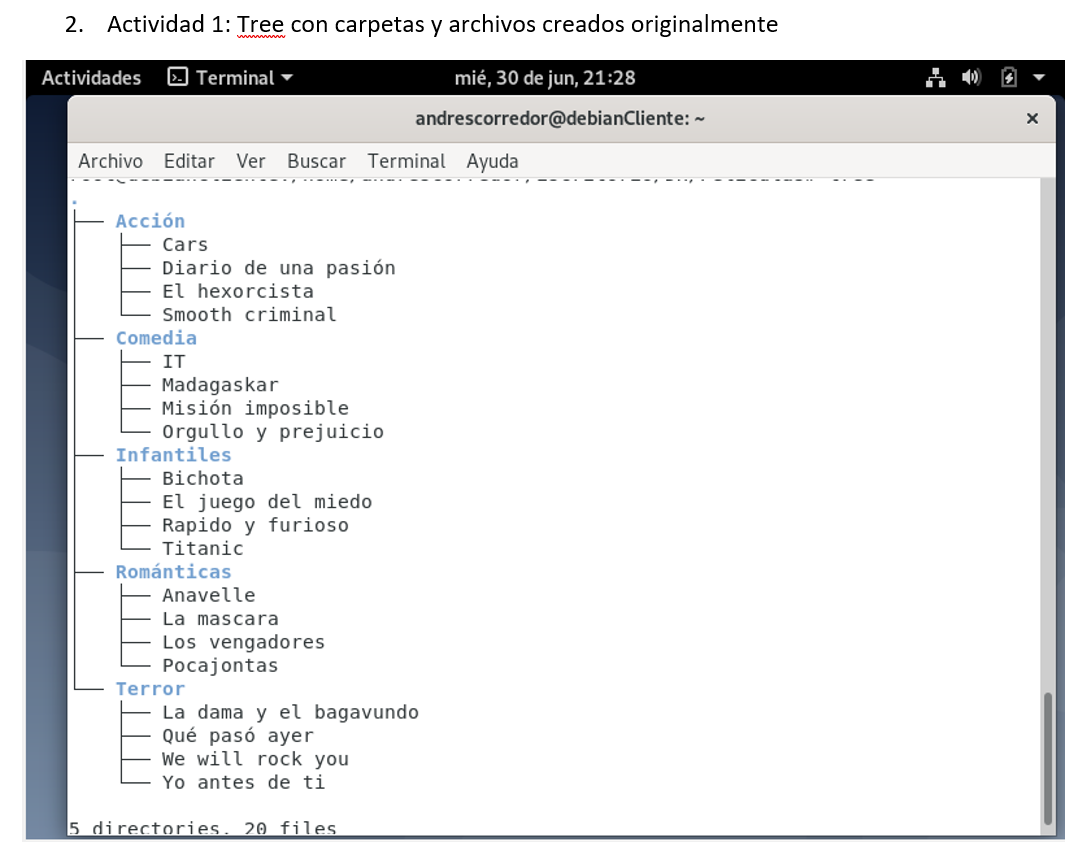 2. Actividad 1: Tree con carpetas y archivos creados originalmente
Actividades Terminal mié, 30 de jun, 21:28
andrescorredor@debianCliente: ~ ×
Archivo Editar Ver Buscar Terminal Ayuda
.
├── Acción
│   ├── Cars
│   ├── Diario de una pasión
│   ├── El hexorcista
│   └── Smooth criminal
├── Comedia
│   ├── IT
│   ├── Madagaskar
│   ├── Misión imposible
│   └── Orgullo y prejuicio
├── Infantiles
│   ├── Bichota
│   ├── El juego del miedo
│   ├── Rapido y furioso
│   └── Titanic
├── Románticas
│   ├── Anavelle
│   ├── La mascara
│   ├── Los vengadores
│   └── Pocajontas
└── Terror
    ├── La dama y el bagavundo
    ├── Qué pasó ayer
    ├── We will rock you
    └── Yo antes de ti
5 directories, 20 files